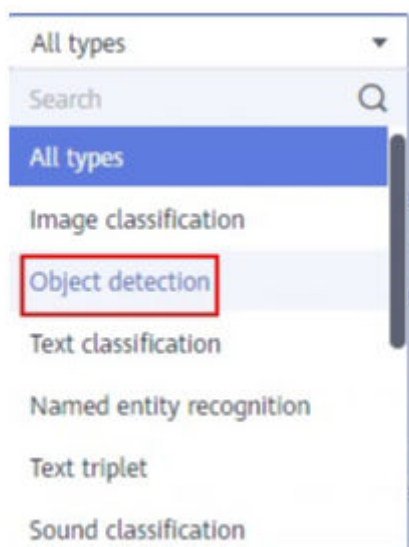 All types
Search
All types
Image classification
Object detection
Text classification
Named entity recognition
Text triplet
Sound classification